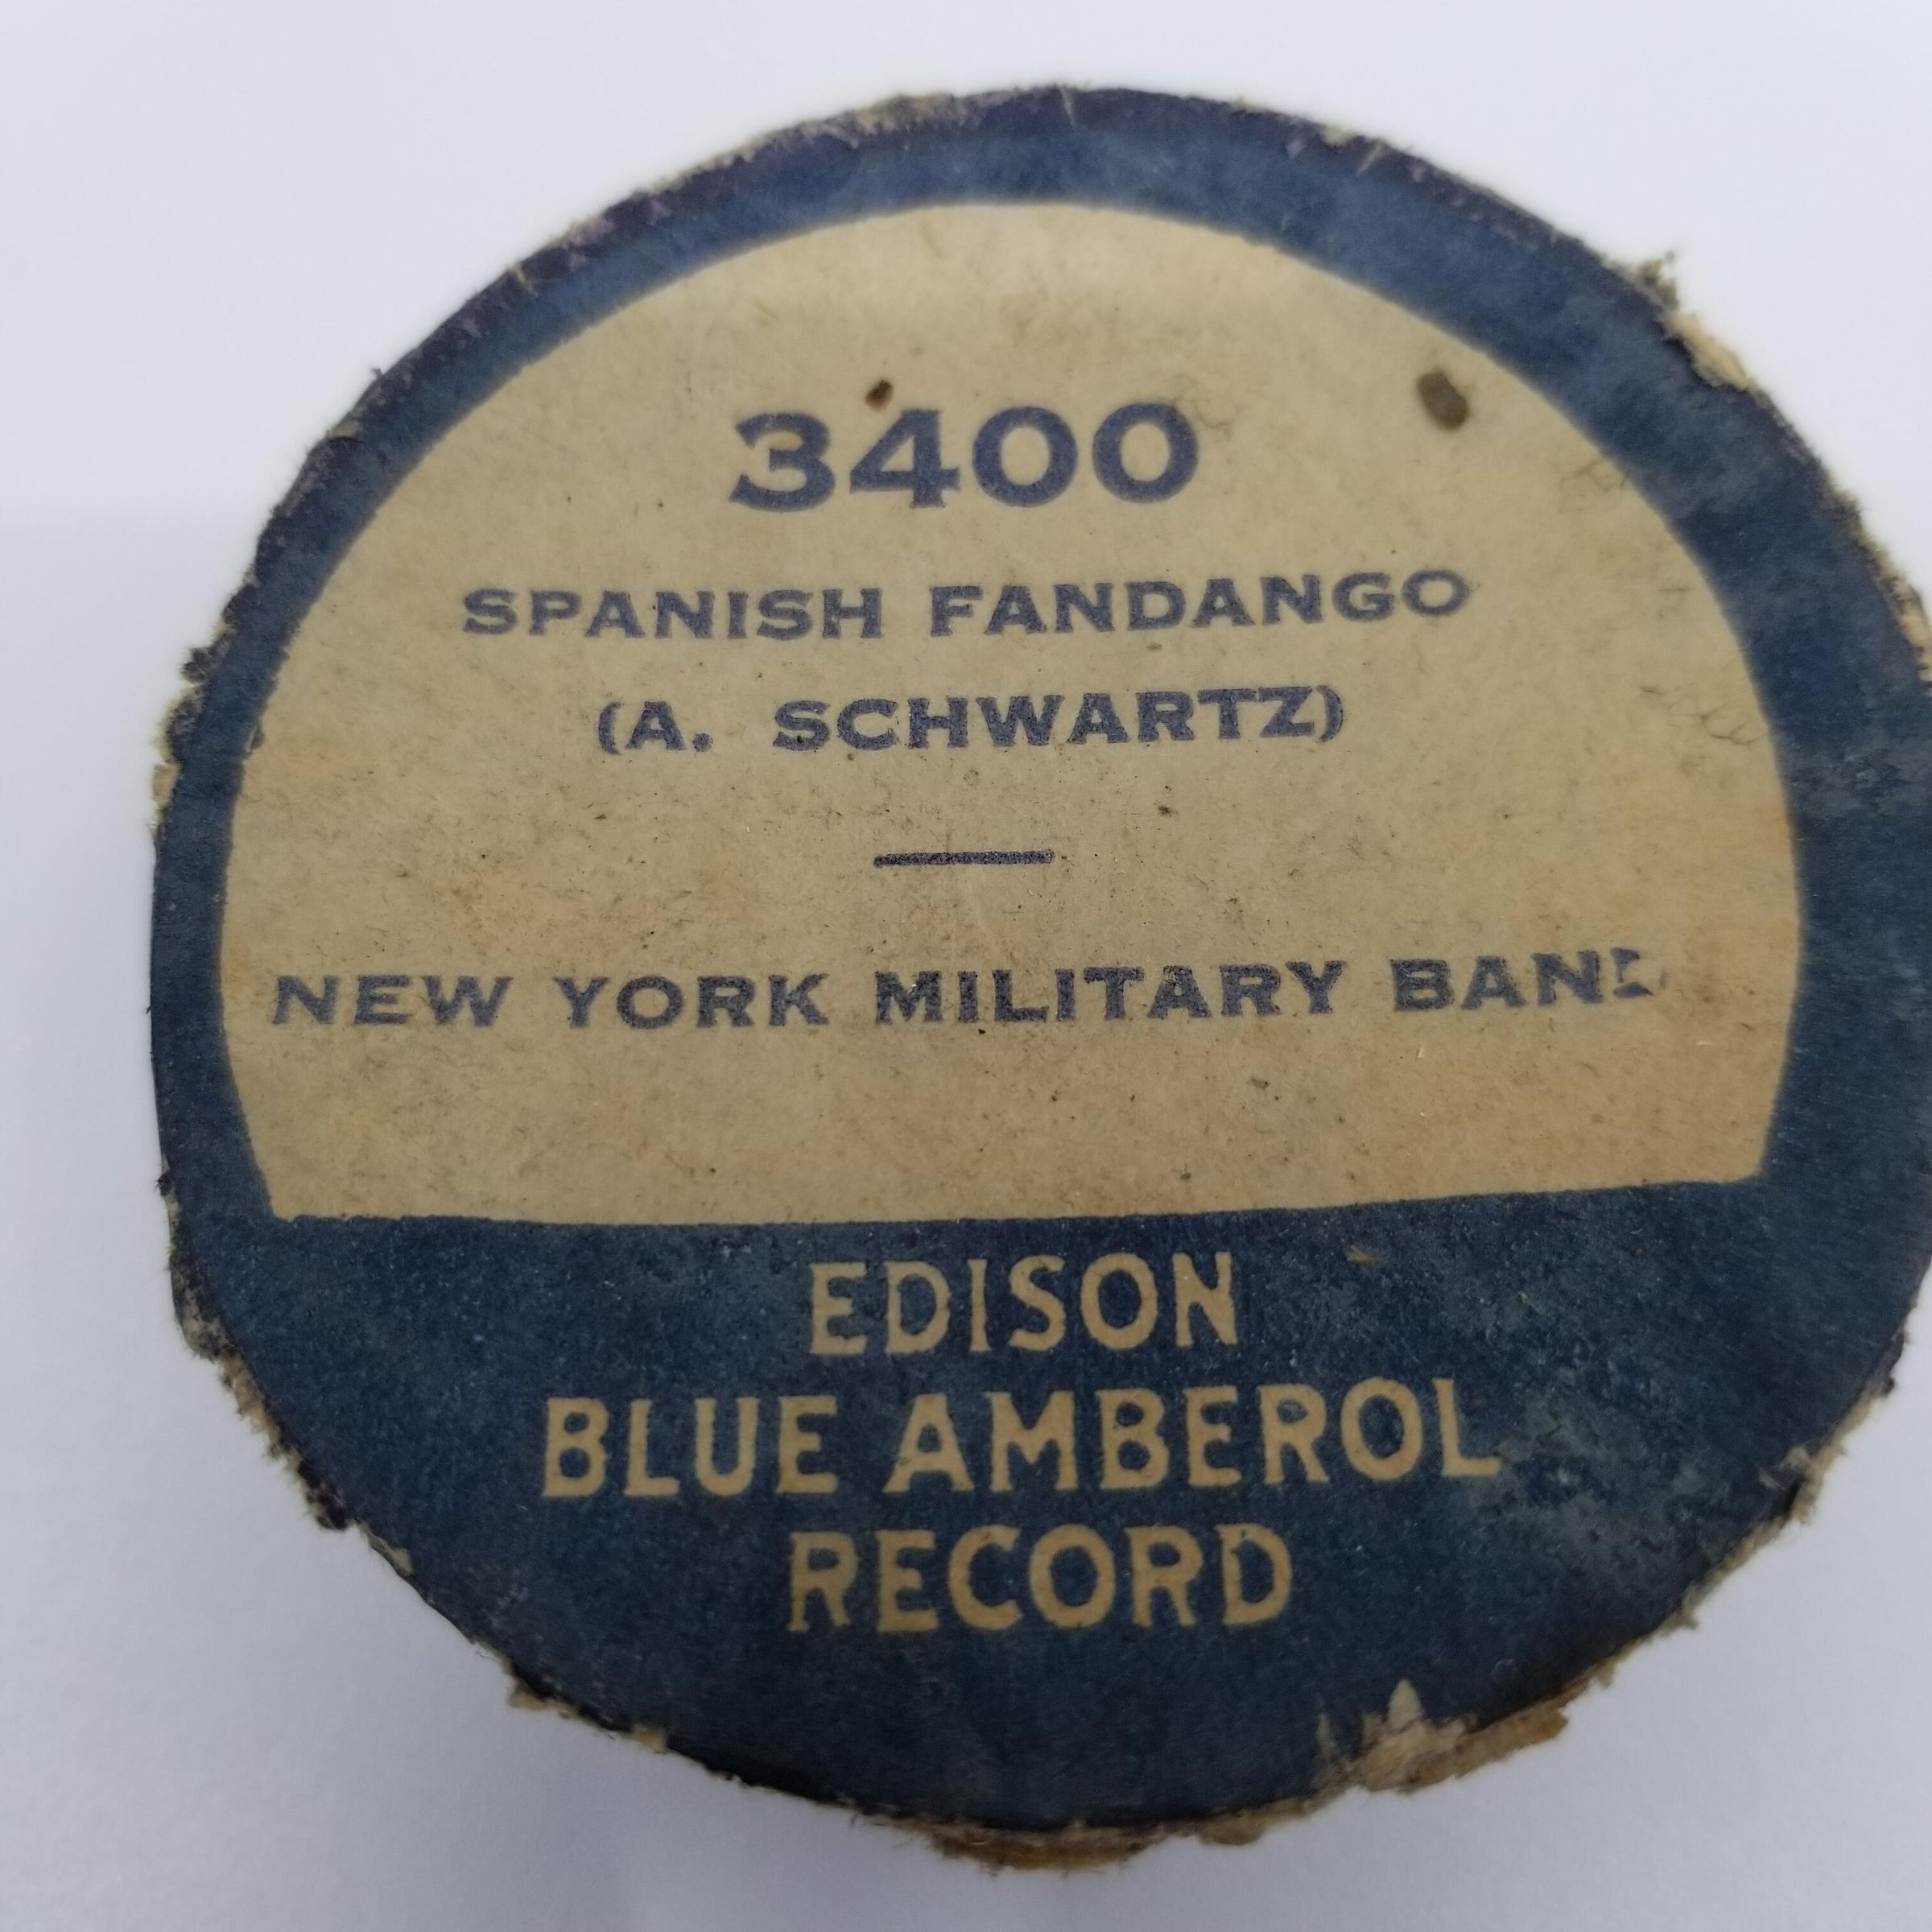 3400
SPANISH FANDANGO
(A. SCHWARTZ)
NEW YORK MILITARY BAND
EDISON
BLUE AMBEROL
RECORD